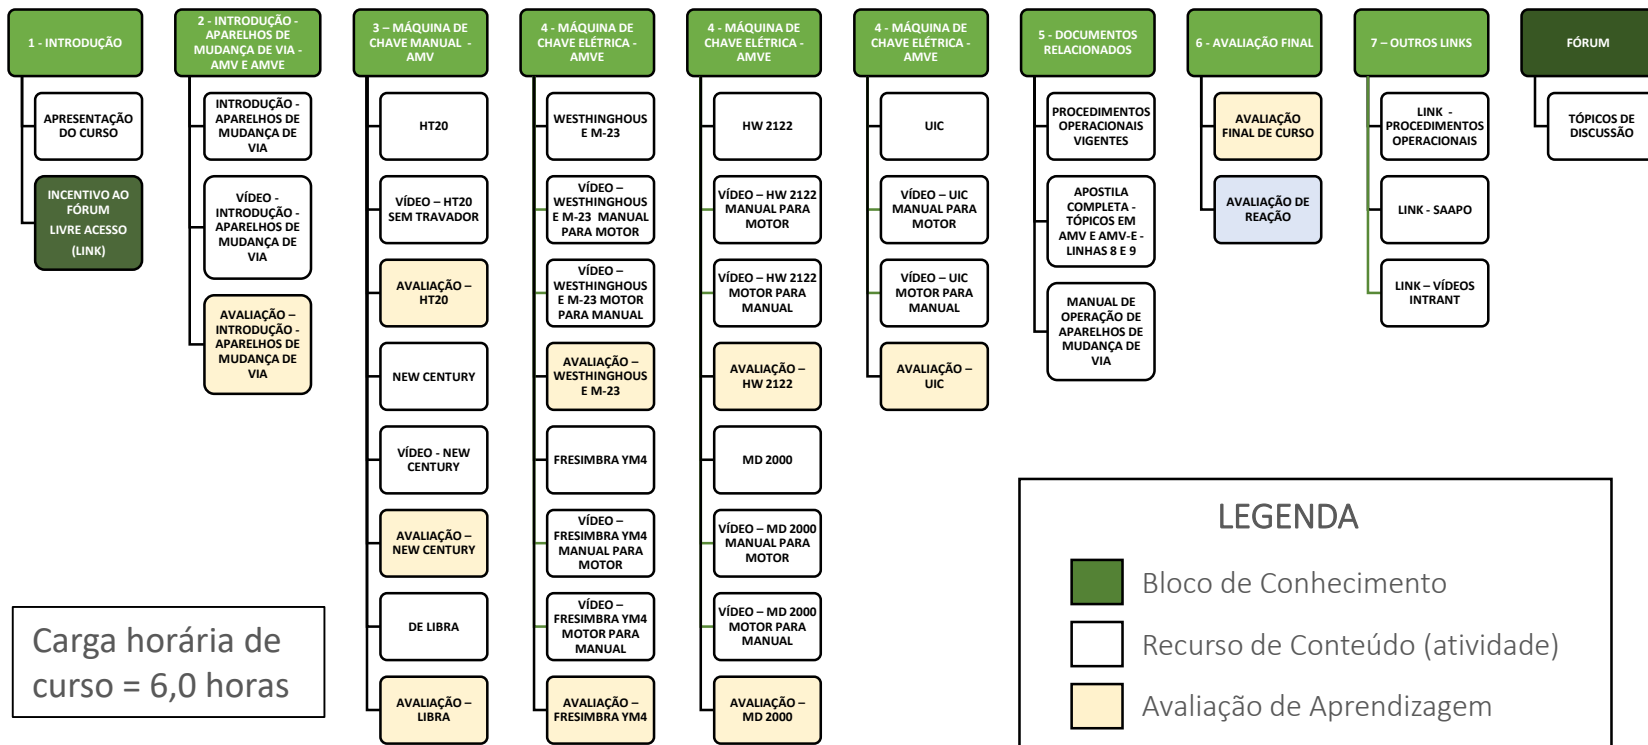 1 - INTRODUÇÃO
APRESENTAÇÃO
DO CURSO
INCENTIVO AO
FÓRUM
LIVRE ACESSO
(LINK)
2 - INTRODUÇÃO -
APARELHOS DE
MUDANÇA DE VIA -
AMV E AMVE
INTRODUÇÃO -
APARELHOS DE
MUDANÇA DE
VIA
VÍDEO -
INTRODUÇÃO -
APARELHOS DE
MUDANÇA DE
VIA
AVALIAÇÃO –
INTRODUÇÃO -
APARELHOS DE
MUDANÇA DE
VIA
3 – MÁQUINA DE
CHAVE MANUAL -
AMV
HT20
VÍDEO – HT20
SEM TRAVADOR
AVALIAÇÃO –
HT20
NEW CENTURY
VÍDEO - NEW
CENTURY
AVALIAÇÃO –
NEW CENTURY
DE LIBRA
AVALIAÇÃO –
LIBRA
4 - MÁQUINA DE
CHAVE ELÉTRICA -
AMVE
WESTHINGHOUS
E M-23
VÍDEO –
WESTHINGHOUS
E M-23 MANUAL
PARA MOTOR
VÍDEO –
WESTHINGHOUS
E M-23 MOTOR
PARA MANUAL
AVALIAÇÃO –
WESTHINGHOUS
E M-23
FRESIMBRA YM4
VÍDEO –
FRESIMBRA YM4
MANUAL PARA
MOTOR
VÍDEO –
FRESIMBRA YM4
MOTOR PARA
MANUAL
AVALIAÇÃO –
FRESIMBRA YM4
4 - MÁQUINA DE
CHAVE ELÉTRICA -
AMVE
HW 2122
VÍDEO – HW 2122
MANUAL PARA
MOTOR
VÍDEO – HW 2122
MOTOR PARA
MANUAL
AVALIAÇÃO –
HW 2122
MD 2000
VÍDEO – MD 2000
MANUAL PARA
MOTOR
VÍDEO – MD 2000
MOTOR PARA
MANUAL
AVALIAÇÃO –
MD 2000
4 - MÁQUINA DE
CHAVE ELÉTRICA -
AMVE
UIC
VÍDEO – UIC
MANUAL PARA
MOTOR
VÍDEO – UIC
MOTOR PARA
MANUAL
AVALIAÇÃO –
UIC
5 - DOCUMENTOS
RELACIONADOS
PROCEDIMENTOS
OPERACIONAIS
VIGENTES
APOSTILA
COMPLETA -
TÓPICOS EM
AMV E AMV-E -
LINHAS 8 E 9
MANUAL DE
OPERAÇÃO DE
APARELHOS DE
MUDANÇA DE
VIA
6 - AVALIAÇÃO FINAL
AVALIAÇÃO
FINAL DE CURSO
AVALIAÇÃO DE
REAÇÃO
7 – OUTROS LINKS
LINK -
PROCEDIMENTOS
OPERACIONAIS
LINK - SAAPO
LINK – VÍDEOS
INTRANT
FÓRUM
TÓPICOS DE
DISCUSSÃO
Carga horária de
curso = 6,0 horas
LEGENDA
Bloco de Conhecimento
Recurso de Conteúdo (atividade)
Avaliação de Aprendizagem